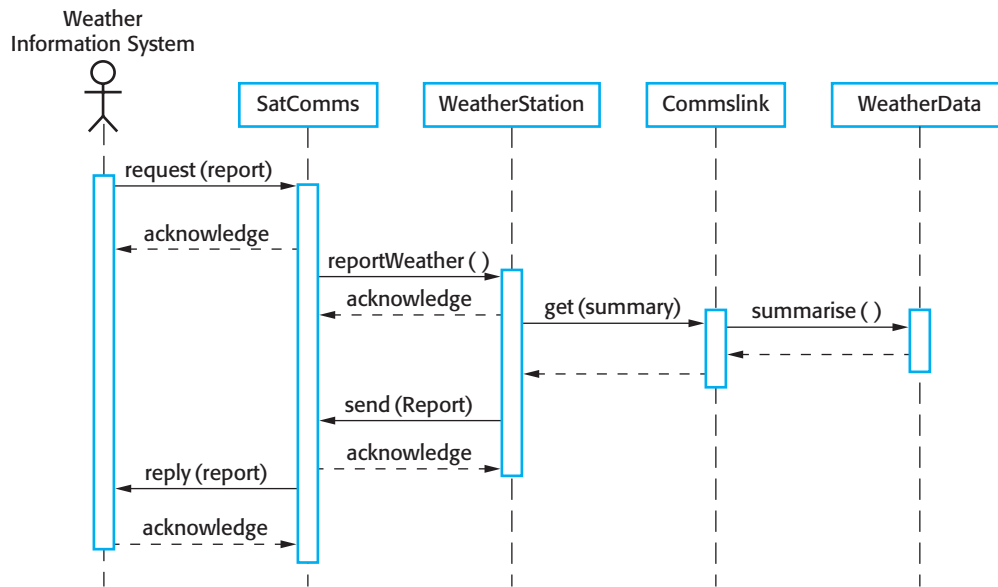 Weather
Information System
SatComms
WeatherStation
Commslink
WeatherData
request (report)
acknowledge
reportWeather ( )
acknowledge
get (summary)
summarise ( )
send (Report)
acknowledge
reply (report)
acknowledge